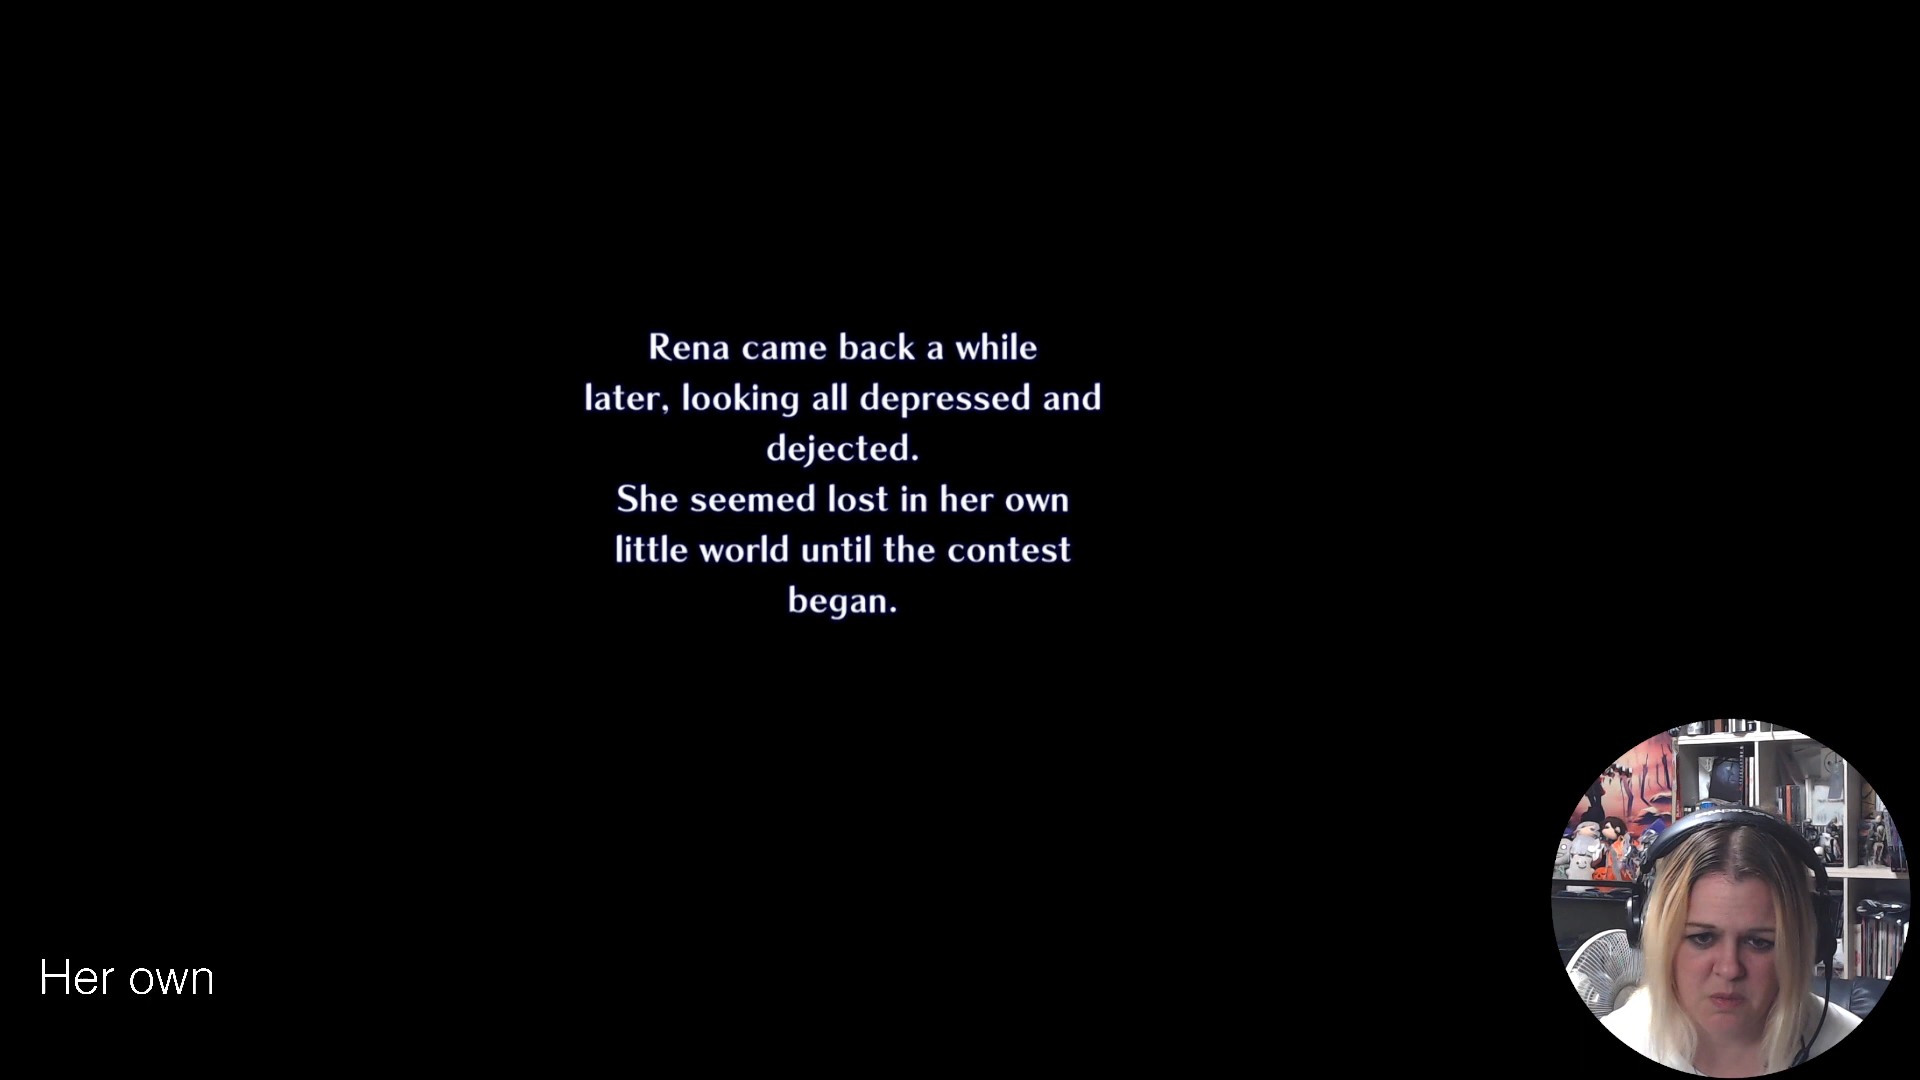 Rena came back a while
later, looking all depressed and
dejected.
She seemed lost in her own
little world until the contest
began.
Her own